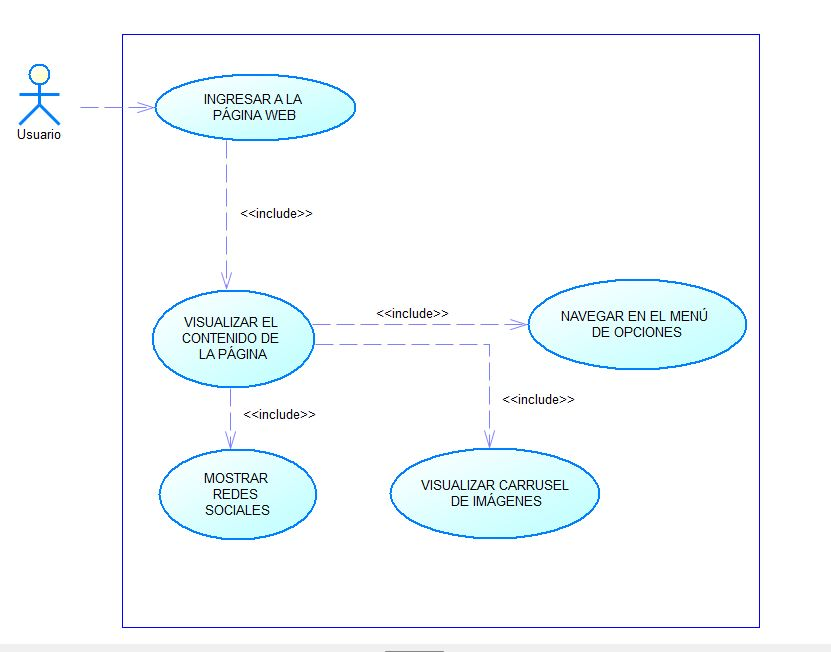 INGRESAR A LA
PÁGINA WEB
Usuario
<<include>>
<<include>>
VISUALIZAR EL
CONTENIDO DE
LA PÁGINA
NAVEGAR EN EL MENÚ
DE OPCIONES
<<include>>
<<include>>
MOSTRAR
REDES
SOCIALES
VISUALIZAR CARRUSEL
DE IMÁGENES